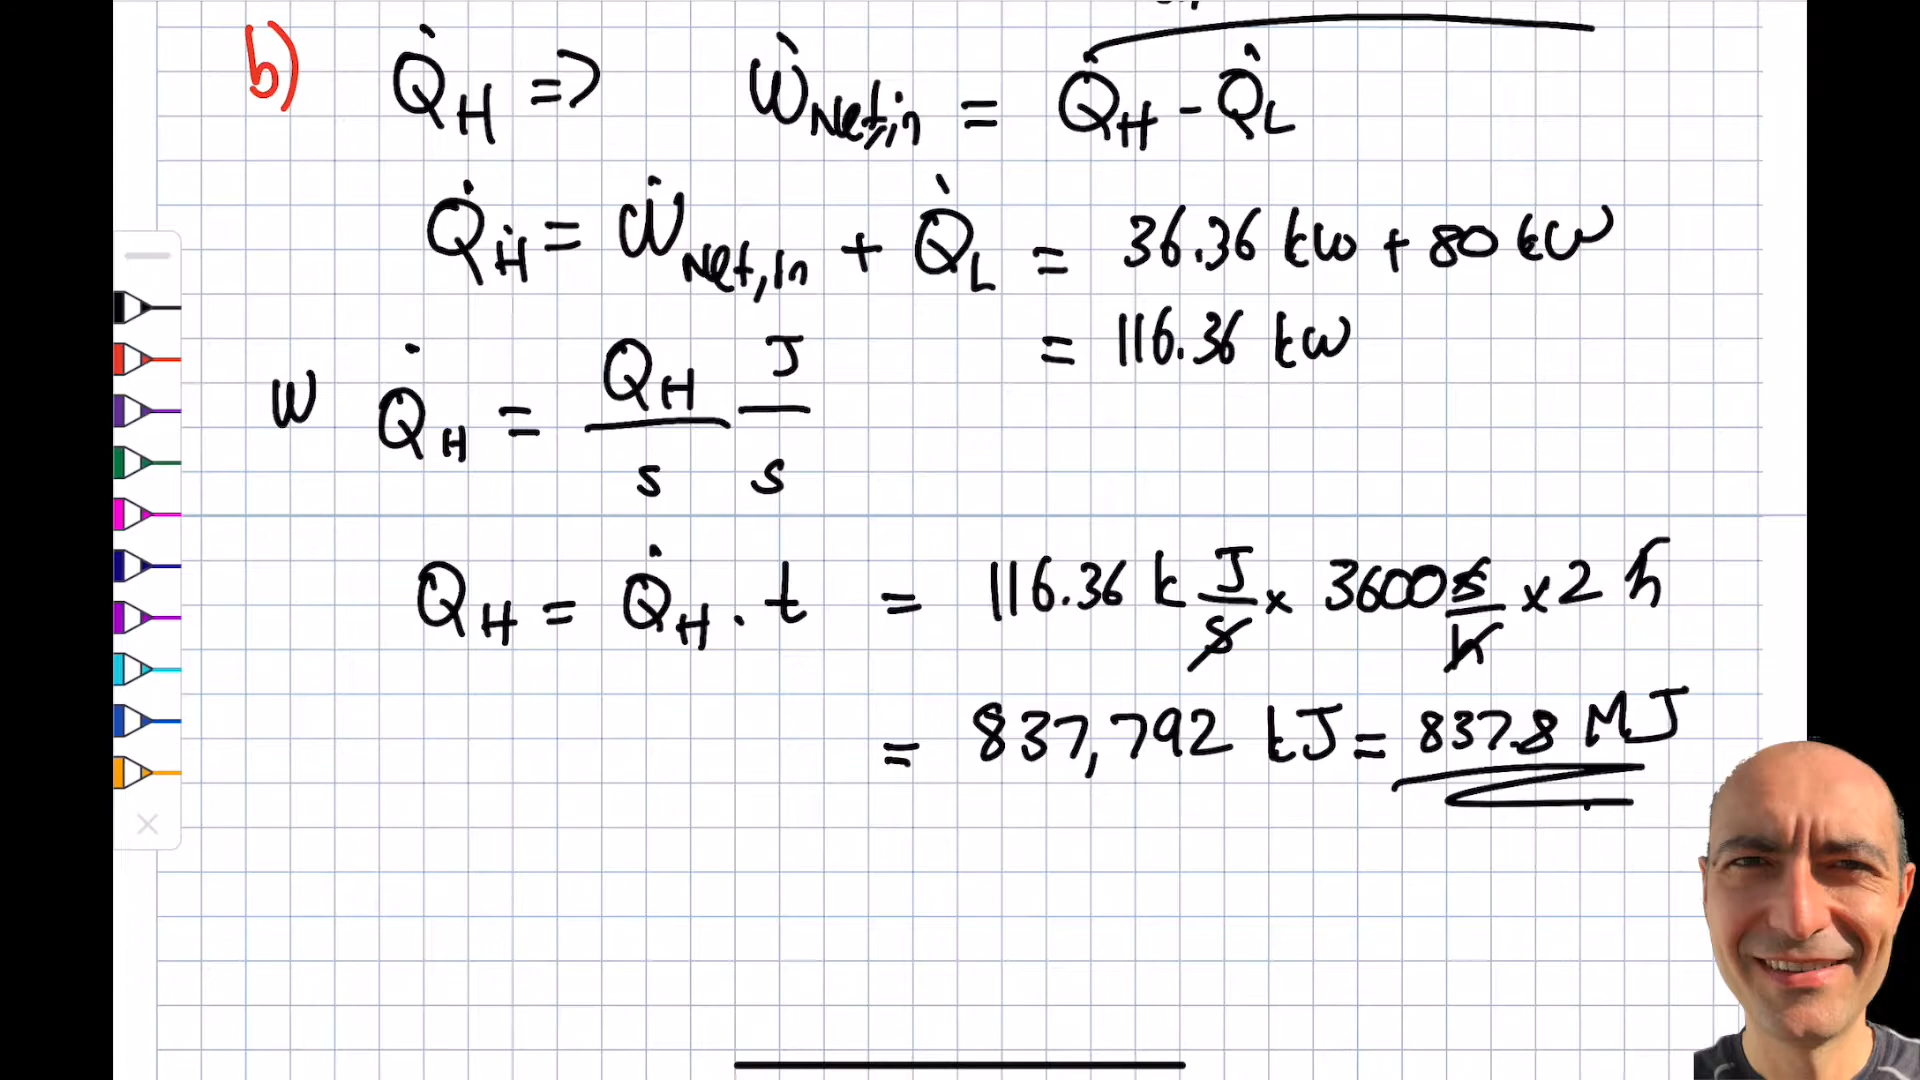 b) Q̇H => ẆNet,in = Q̇H - Q̇L
Q̇H = ẆNet,in + Q̇L = 36.36 kW + 80 kW
= 116.36 kW
W Q̇H = QH/s J/s
QH = Q̇H . t = 116.36 k J/s x 3600 s/h x 2 h
= 837,792 kJ = 837.8 MJ